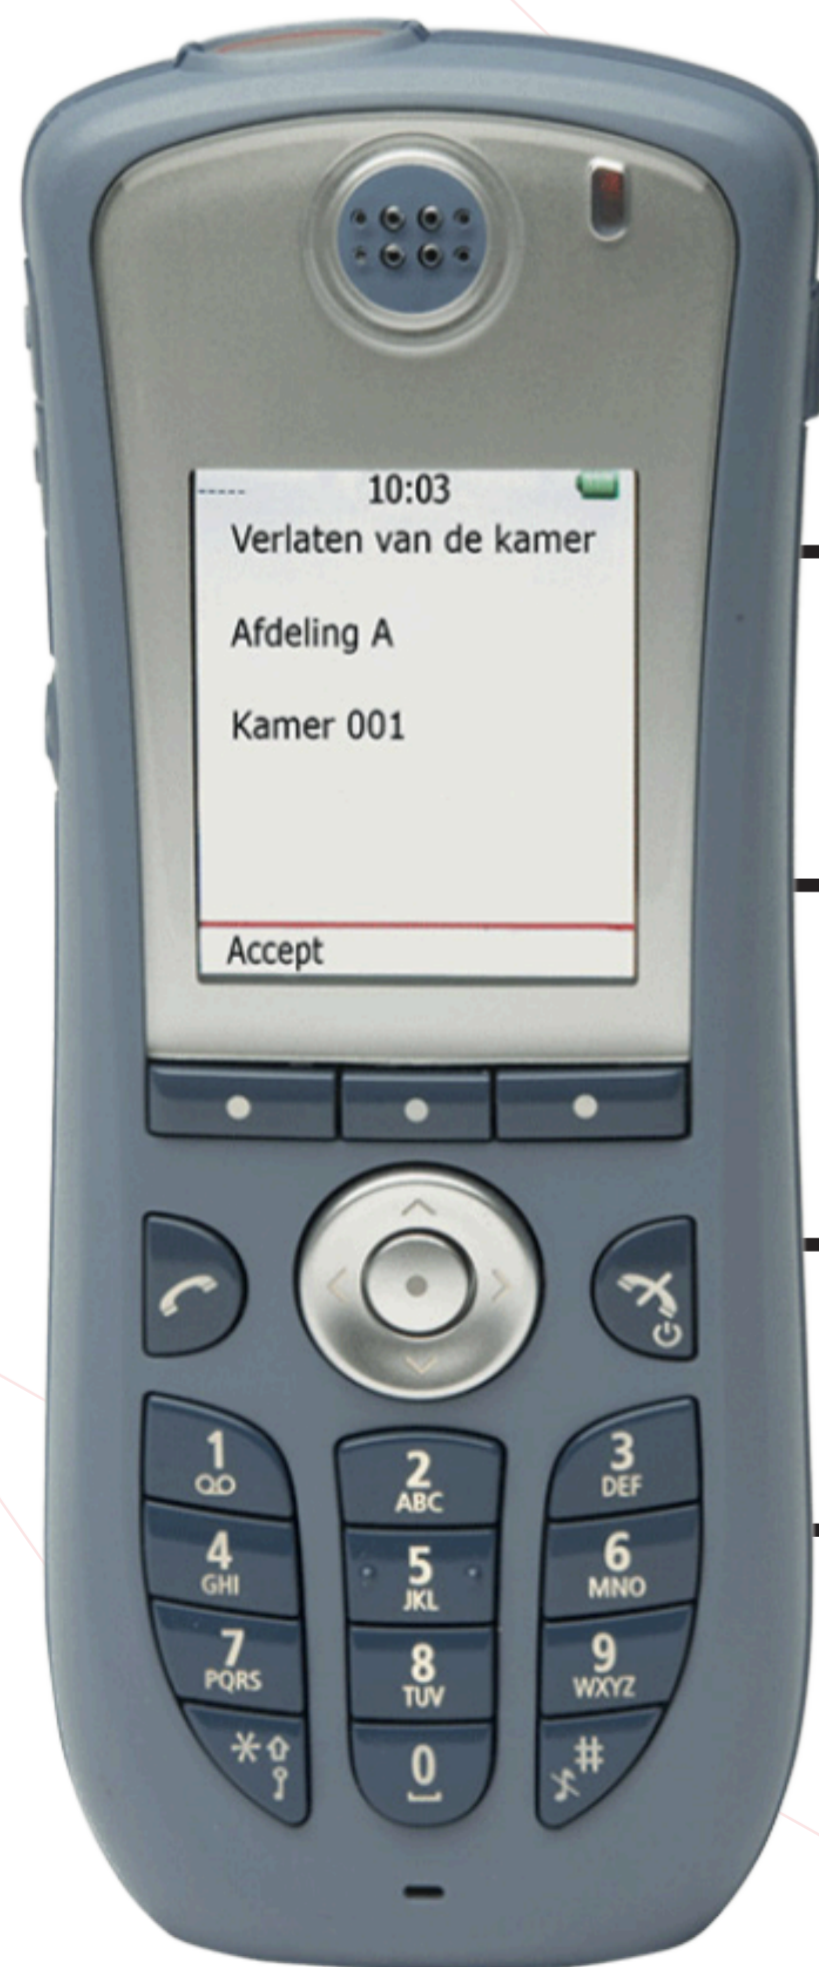 10:03
Verlaten van de kamer
Afdeling A
Kamer 001
Accept
1
2 ABC
3 DEF
4 GHI
5 JKL
6 MNO
7 PQRS
8 TUV
9 WXYZ
*
0
#